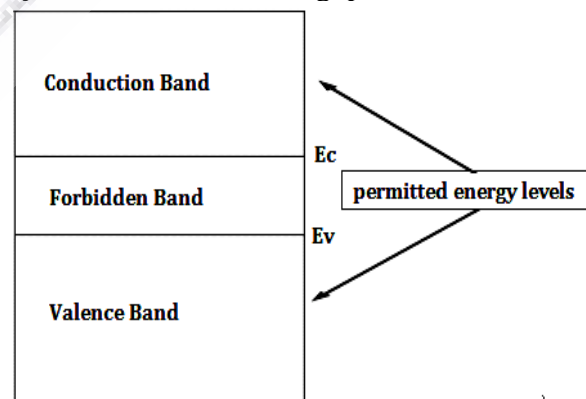 Conduction Band
Ec
permitted energy levels
Forbidden Band
Ev
Valence Band